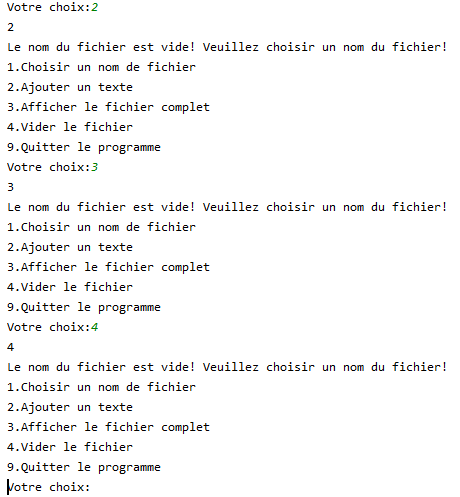 Votre choix:2
2
Le nom du fichier est vide! Veuillez choisir un nom du fichier!
1.Choisir un nom de fichier
2.Ajouter un texte
3.Afficher le fichier complet
4.Vider le fichier
9.Quitter le programme
Votre choix:3
3
Le nom du fichier est vide! Veuillez choisir un nom du fichier!
1.Choisir un nom de fichier
2.Ajouter un texte
3.Afficher le fichier complet
4.Vider le fichier
9.Quitter le programme
Votre choix:4
4
Le nom du fichier est vide! Veuillez choisir un nom du fichier!
1.Choisir un nom de fichier
2.Ajouter un texte
3.Afficher le fichier complet
4.Vider le fichier
9.Quitter le programme
Votre choix: